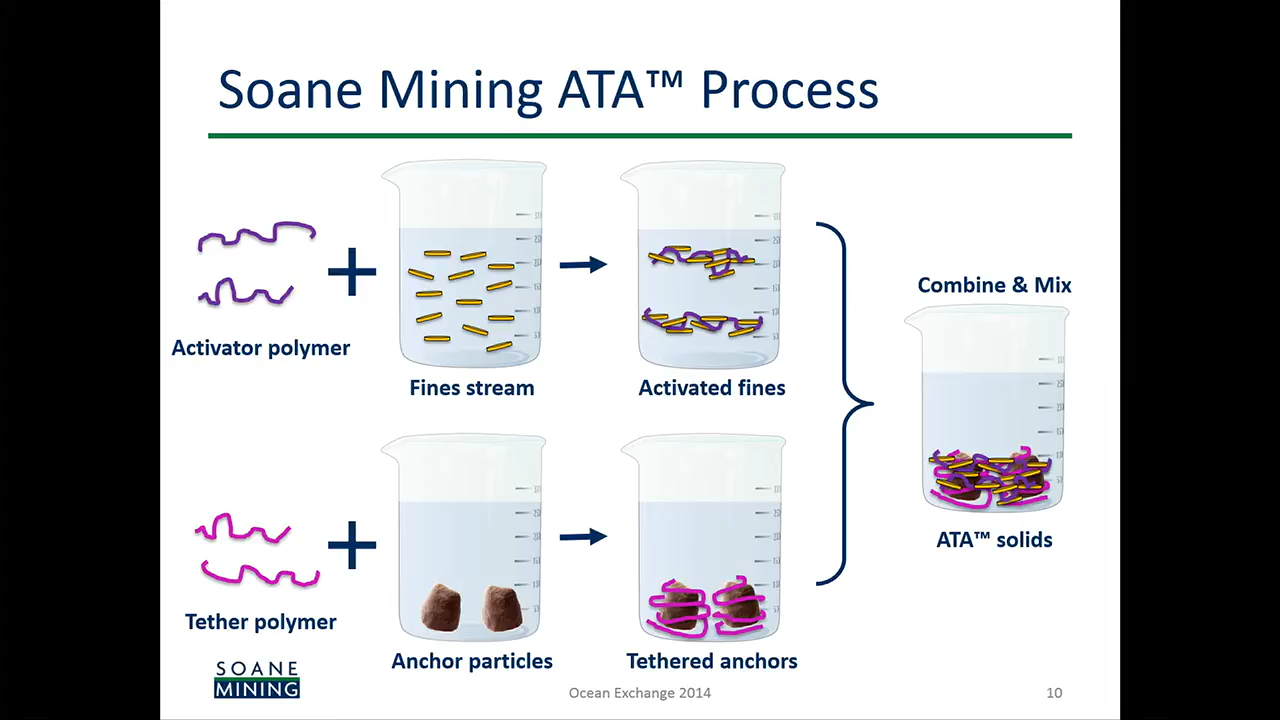 Soane Mining ATA™ Process
Activator polymer
Fines stream
Activated fines
Combine & Mix
ATA™ solids
Tether polymer
Anchor particles
Tethered anchors
SOANE
MINING
Ocean Exchange 2014
10